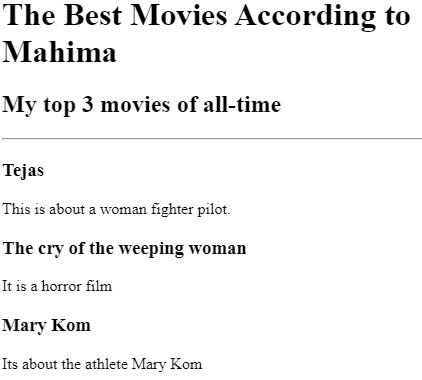 The Best Movies According to
Mahima
My top 3 movies of all-time
Tejas
This is about a woman fighter pilot.
The cry of the weeping woman
It is a horror film
Mary Kom
Its about the athlete Mary Kom